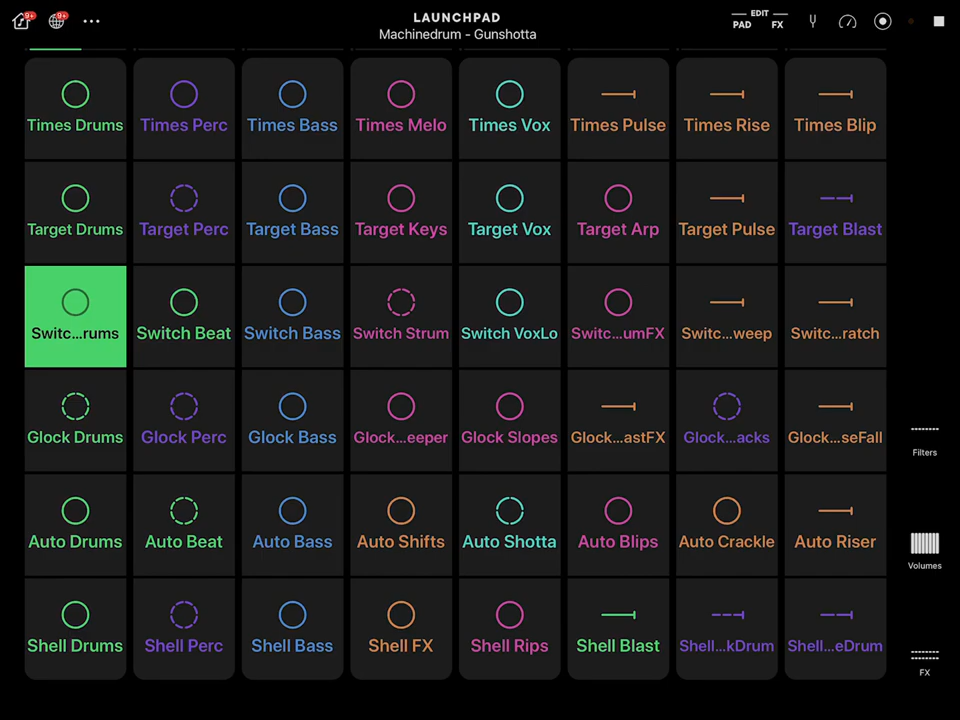 9+ 9+ LAUNCHPAD EDIT
Machinedrum - Gunshotta PAD FX
Times Drums Times Perc Times Bass Times Melo Times Vox Times Pulse Times Rise Times Blip
Target Drums Target Perc Target Bass Target Keys Target Vox Target Arp Target Pulse Target Blast
Switc...rums Switch Beat Switch Bass Switch Strum Switch VoxLo Switc...umFX Switc...weep Switc...ratch
Glock Drums Glock Perc Glock Bass Glock...eeper Glock Slopes Glock...astFX Glock...acks Glock...seFall
Filters
Auto Drums Auto Beat Auto Bass Auto Shifts Auto Shotta Auto Blips Auto Crackle Auto Riser
Volumes
Shell Drums Shell Perc Shell Bass Shell FX Shell Rips Shell Blast Shell...kDrum Shell...eDrum
FX